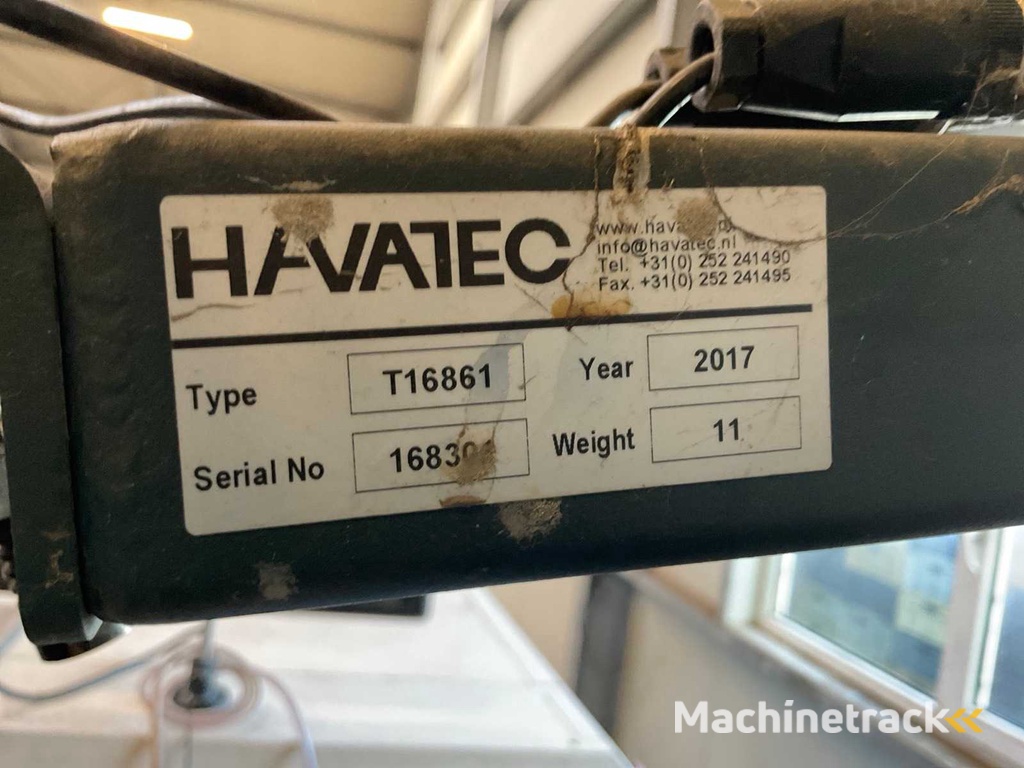 HAVATEC
info@havatec.nl
Tel. +31(0) 252 241490
Fax. +31(0) 252 241495
Type T16861
Year 2017
Serial No
Weight 11
Machinetrack